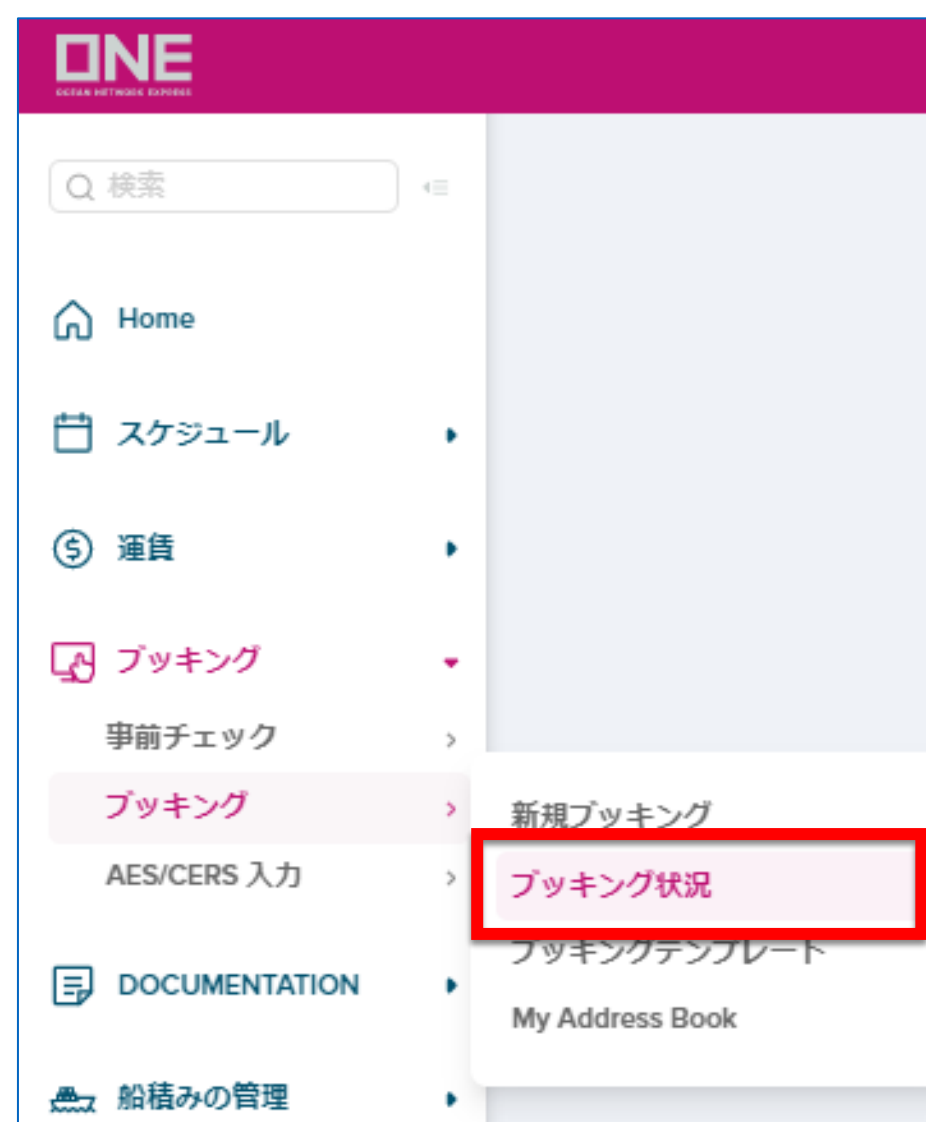 ONE
OCEAN NETWORK EXPRESS
検索
Home
スケジュール
運賃
ブッキング
事前チェック
ブッキング
AES/CERS 入力
新規ブッキング
ブッキング状況
ブッキングテンプレート
My Address Book
DOCUMENTATION
船積みの管理